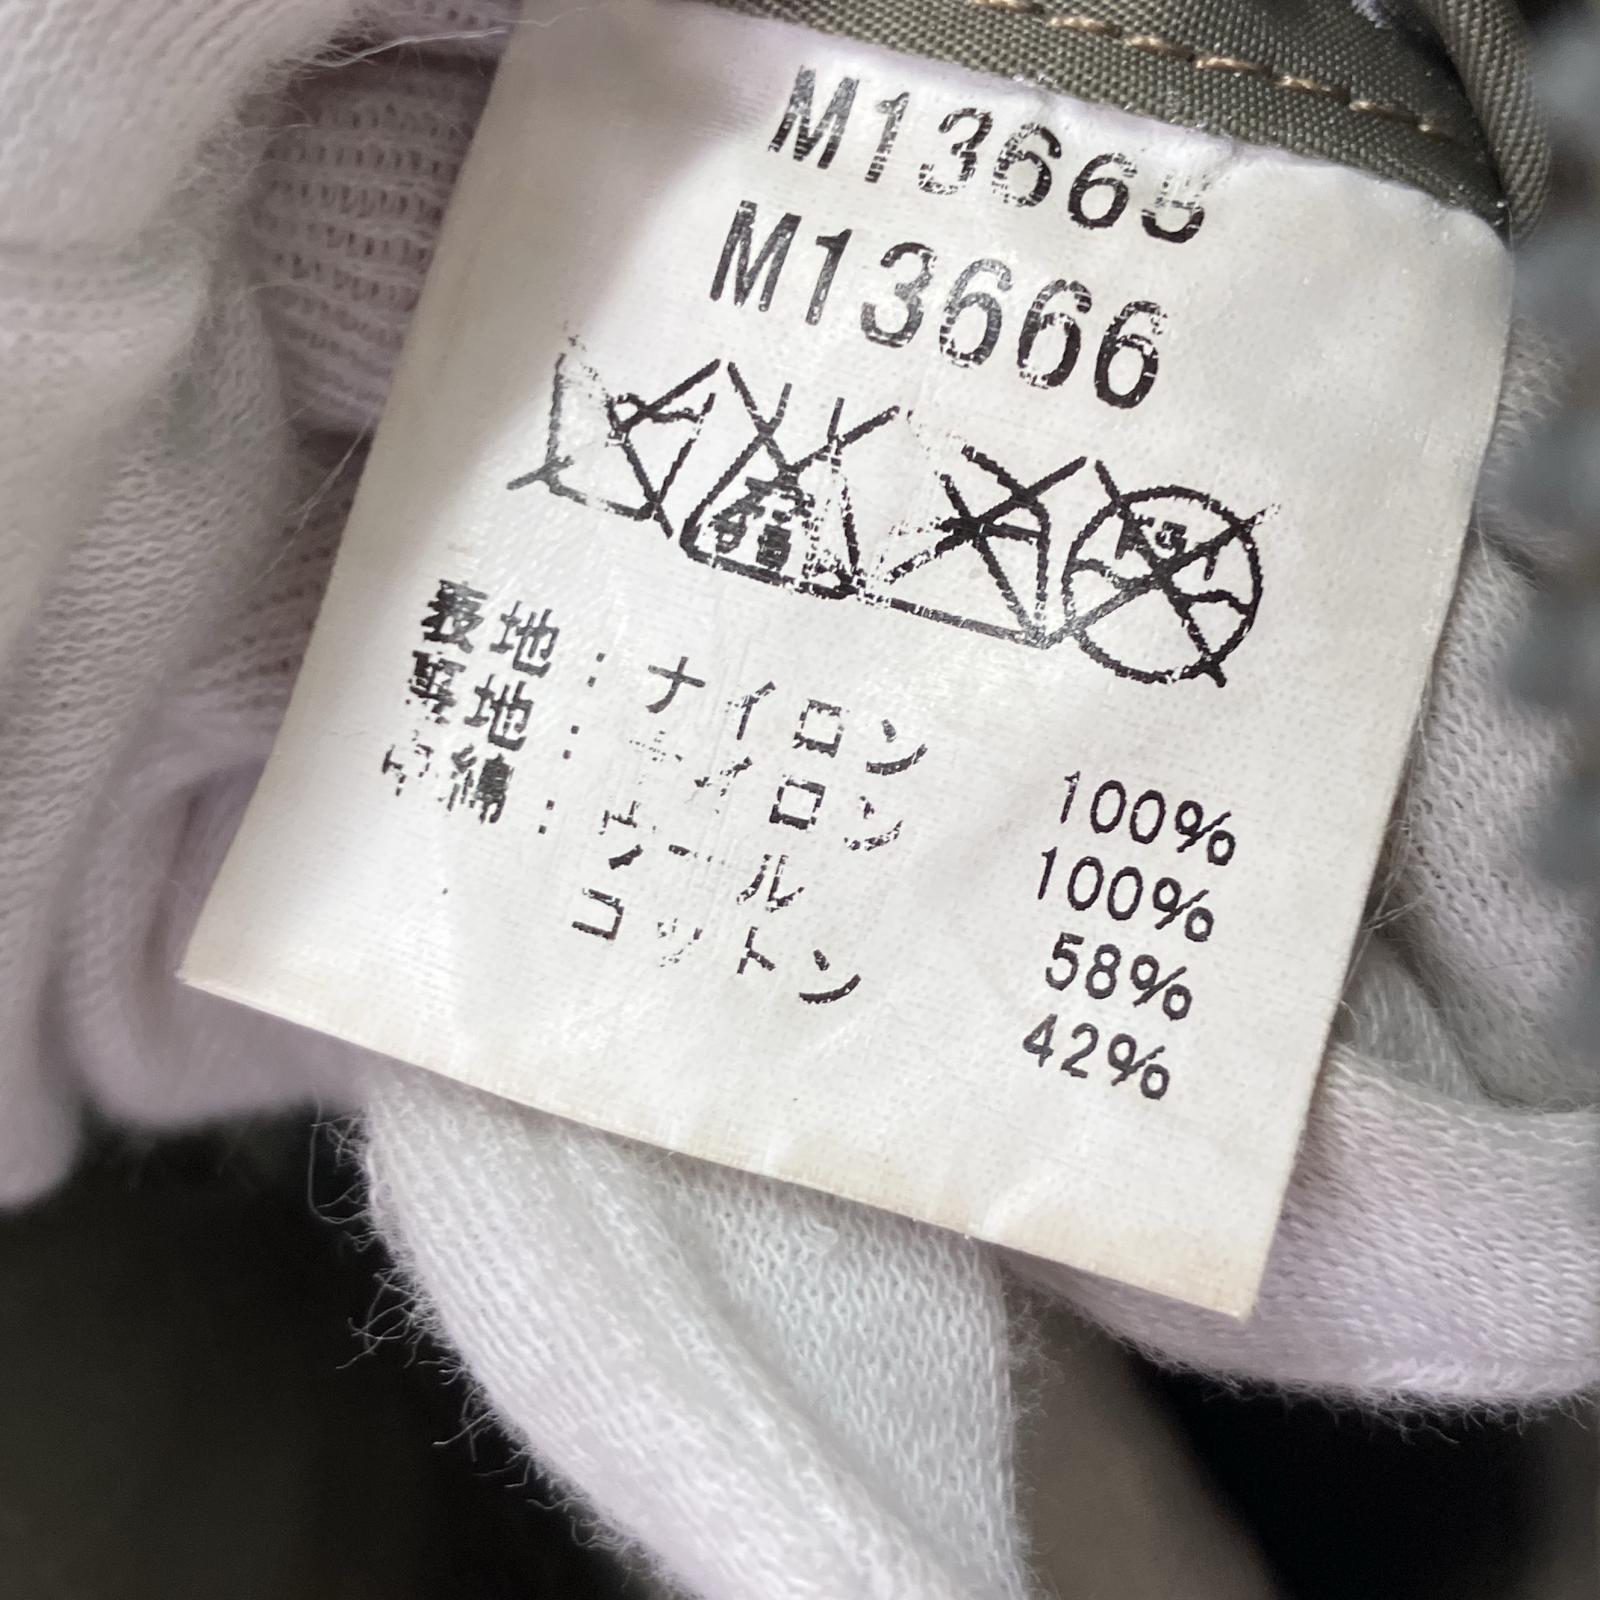 M13665
M13666
表地：ナイロン 100%
裏地：ナイロン 100%
中綿：ウール 58%
コットン 42%